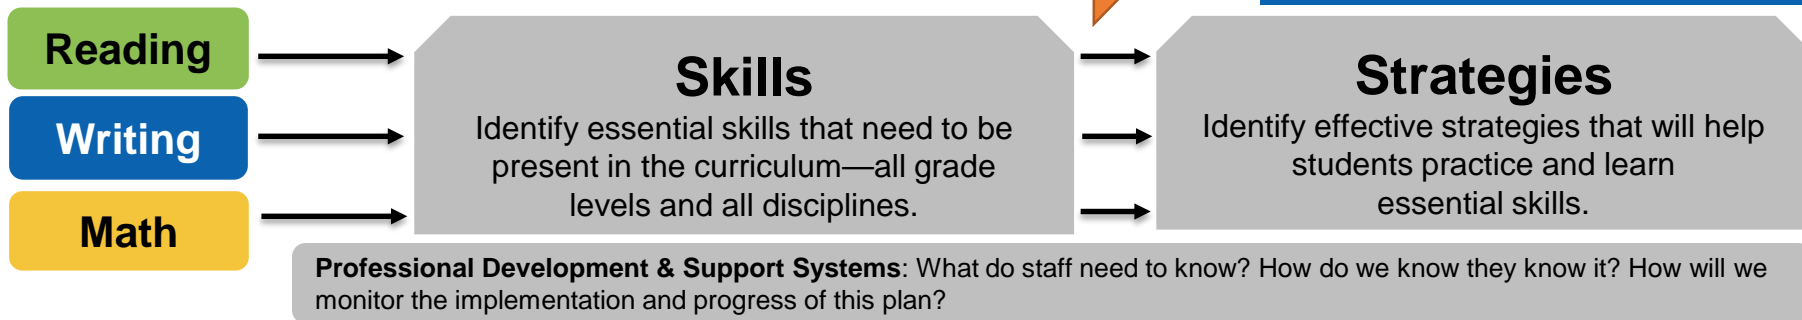 Reading
Writing
Math
Skills
Identify essential skills that need to be
present in the curriculum—all grade
levels and all disciplines.
Strategies
Identify effective strategies that will help
students practice and learn
essential skills.
Professional Development & Support Systems: What do staff need to know? How do we know they know it? How will we
monitor the implementation and progress of this plan?